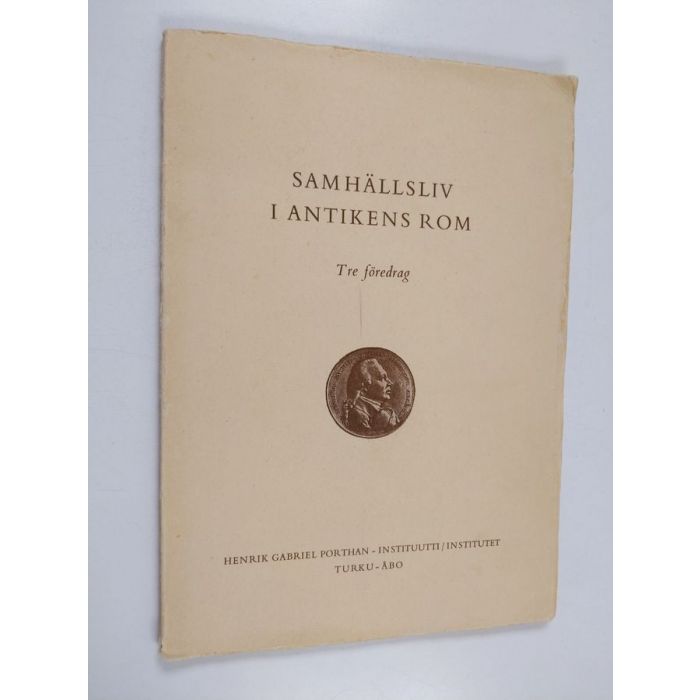 SAMHÄLLSLIV
I ANTIKENS ROM
Tre föredrag
HENRIK GABRIEL PORTHAN - INSTITUUTTI / INSTITUTET
TURKU - ÅBO